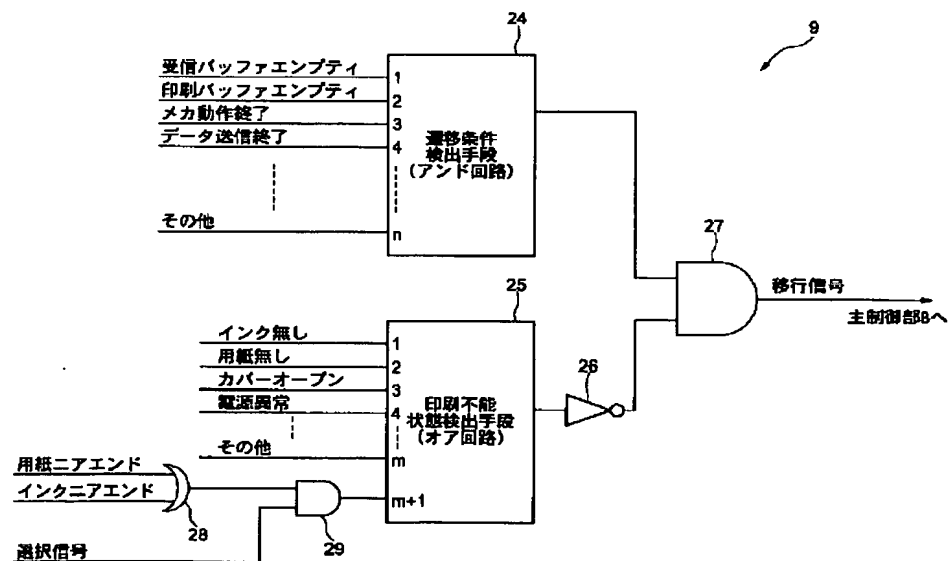 24
9
受信バッファエンプティ
1
印刷バッファエンプティ
2
メカ動作終了
3
データ送信終了
4
遷移条件
検出手段
(アンド回路)
その他
n
27
移行信号
主制御部8へ
25
インク無し
1
用紙無し
2
カバーオープン
3
電源異常
4
印刷不能
状態検出手段
(オア回路)
26
その他
m
用紙ニアエンド
インクニアエンド
m+1
28
29
選択信号